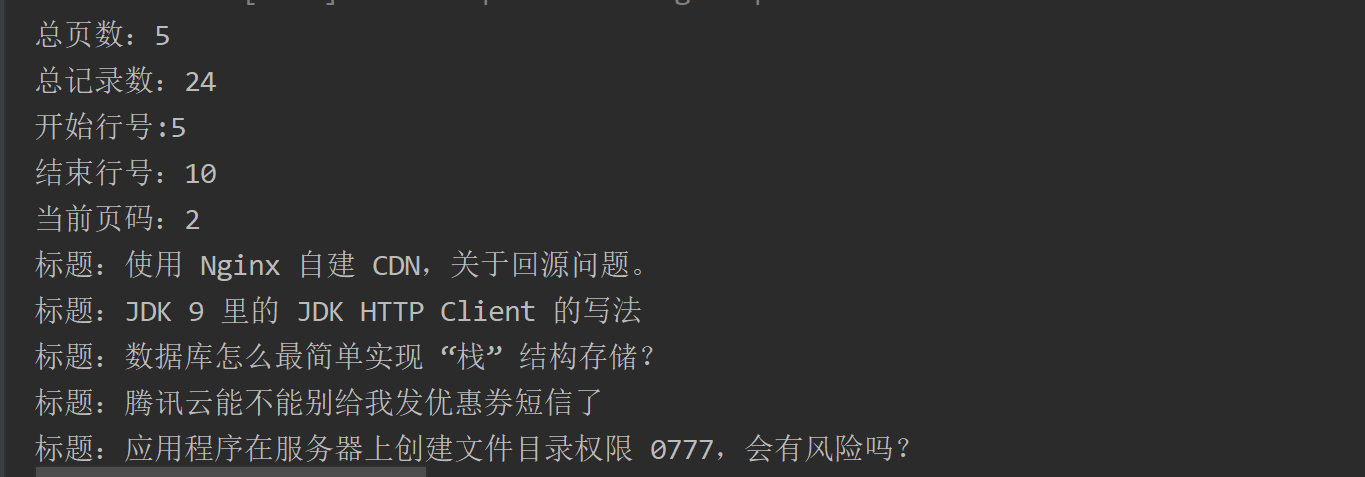 总页数：5
总记录数：24
开始行号:5
结束行号：10
当前页码：2
标题：使用 Nginx 自建 CDN，关于回源问题。
标题：JDK 9 里的 JDK HTTP Client 的写法
标题：数据库怎么最简单实现 “栈” 结构存储？
标题：腾讯云能不能别给我发优惠券短信了
标题：应用程序在服务器上创建文件目录权限 0777，会有风险吗？